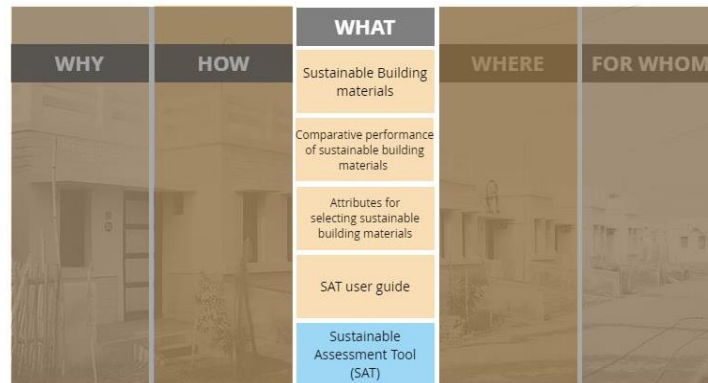 WHY
HOW
WHAT
WHERE
FOR WHOM
Sustainable Building
materials
Comparative performance
of sustainable building
materials
Attributes for
selecting sustainable
building materials
SAT user guide
Sustainable
Assessment Tool
(SAT)